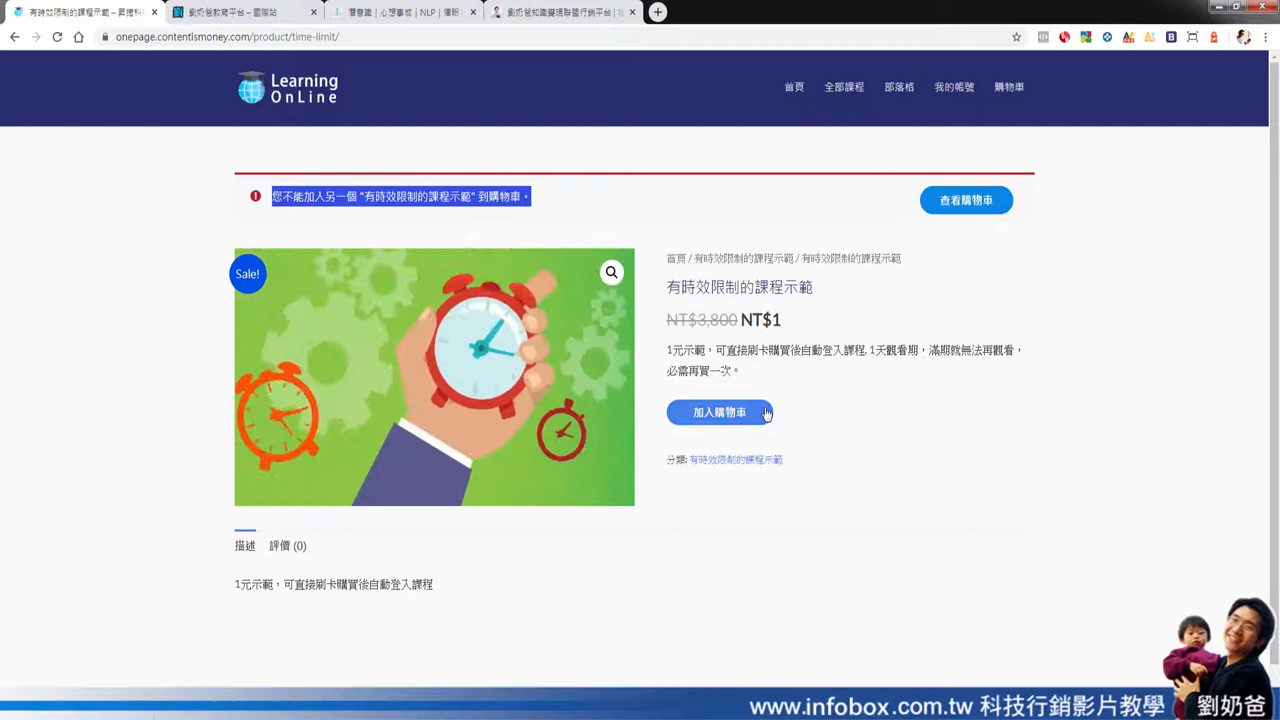 有時效限制的課程示範 – 昇捷科
劉奶爸教育平台 – 國際站
潛意識｜心想事成｜NLP｜催眠
劉奶爸知識變現聯盟行銷平台
onepage.contentismoney.com/product/time-limit/
Learning
OnLine
首頁 全部課程 部落格 我的帳號 購物車
您不能加入另一個 "有時效限制的課程示範" 到購物車。
查看購物車
Sale!
首頁 / 有時效限制的課程示範 / 有時效限制的課程示範
有時效限制的課程示範
NT$3,800 NT$1
1元示範，可直接刷卡購買後自動登入課程, 1天觀看期，滿期就無法再觀看，
必需再買一次。
加入購物車
分類: 有時效限制的課程示範
描述 評價 (0)
1元示範，可直接刷卡購買後自動登入課程
www.infobox.com.tw 科技行銷影片教學 劉奶爸